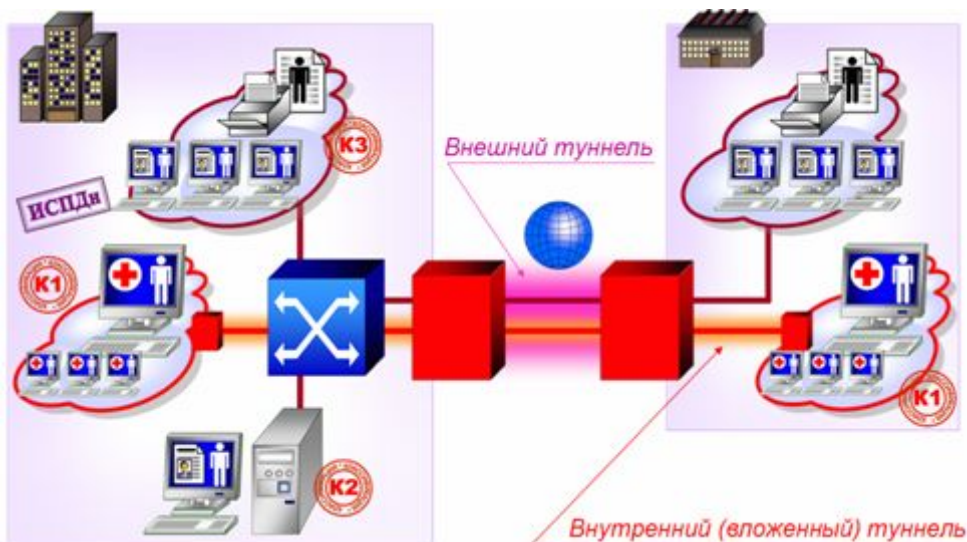 К3
Внешний туннель
ИСПДн
К1
К2
К1
Внутренний (вложенный) туннель